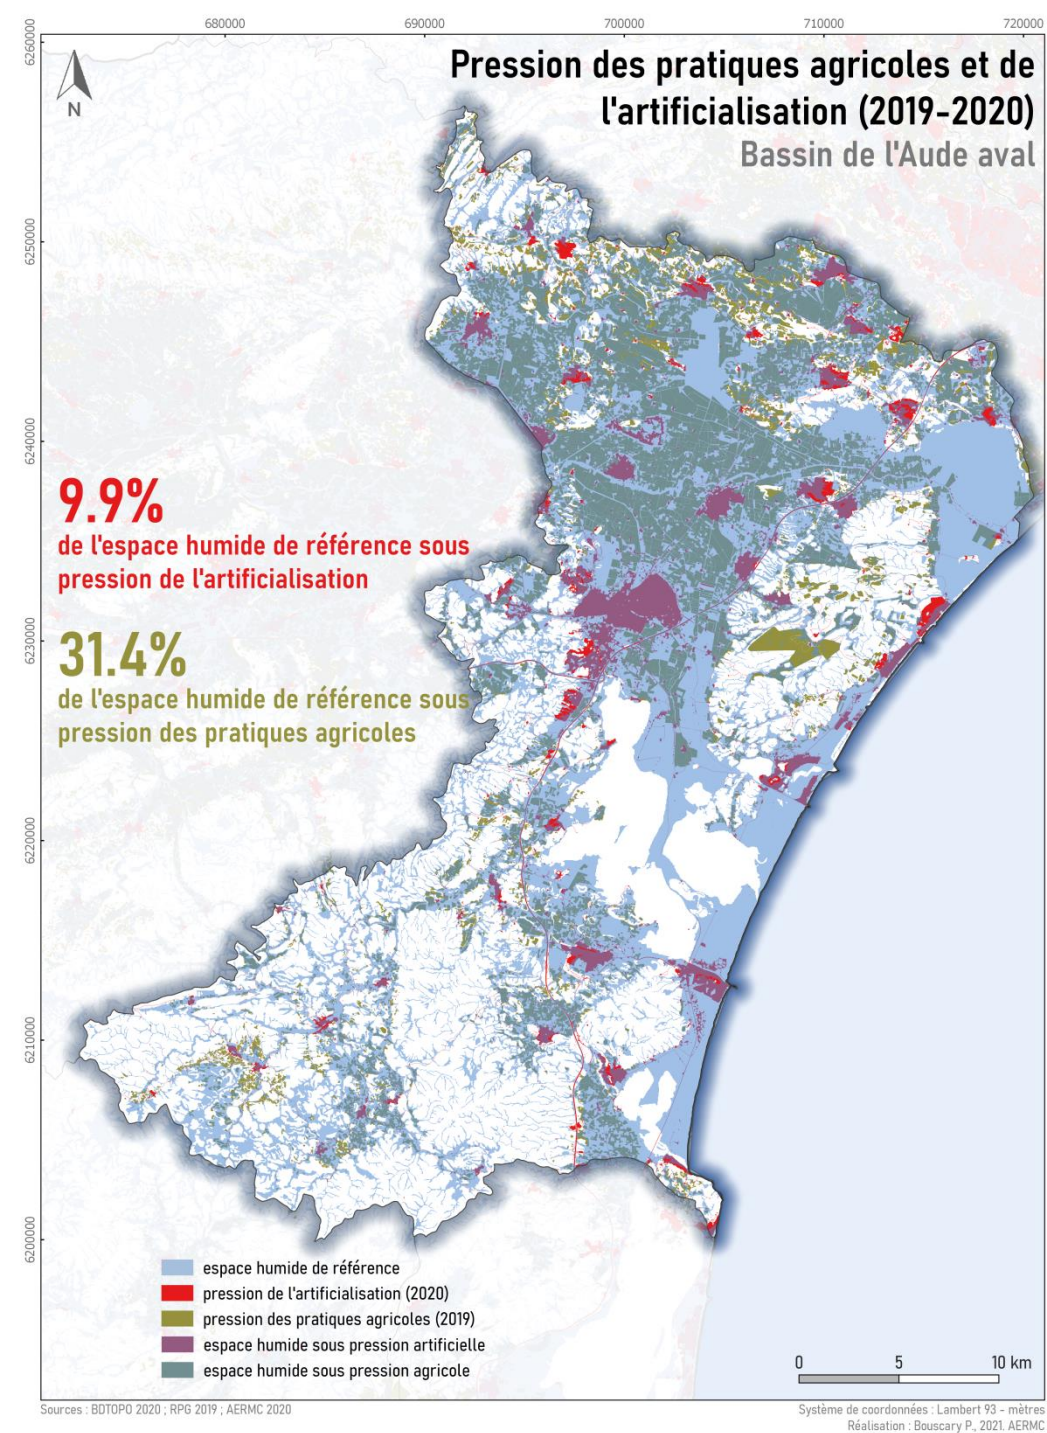 680000
690000
700000
710000
720000
6260000
6250000
6240000
6230000
6220000
6210000
6200000
N
Pression des pratiques agricoles et de
l'artificialisation (2019-2020)
Bassin de l'Aude aval
9.9%
de l'espace humide de référence sous
pression de l'artificialisation
31.4%
de l'espace humide de référence sous
pression des pratiques agricoles
espace humide de référence
pression de l'artificialisation (2020)
pression des pratiques agricoles (2019)
espace humide sous pression artificielle
espace humide sous pression agricole
0 5 10 km
Sources : BDTOPO 2020 ; RPG 2019 ; AERMC 2020
Système de coordonnées : Lambert 93 - mètres
Réalisation : Bouscary P., 2021. AERMC